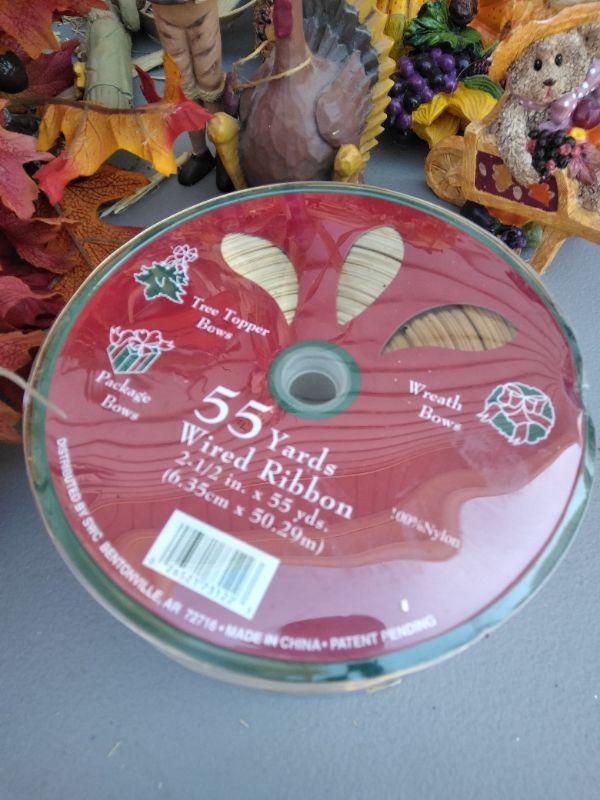 Tree Topper
Bows
Package
Bows
Wreath
Bows
55 Yards
Wired Ribbon
2-1/2 in. x 55 yds.
(6.35cm x 50.29m)
100% Nylon
DISTRIBUTED BY SWC BENTONVILLE, AR 72716 • MADE IN CHINA • PATENT PENDING